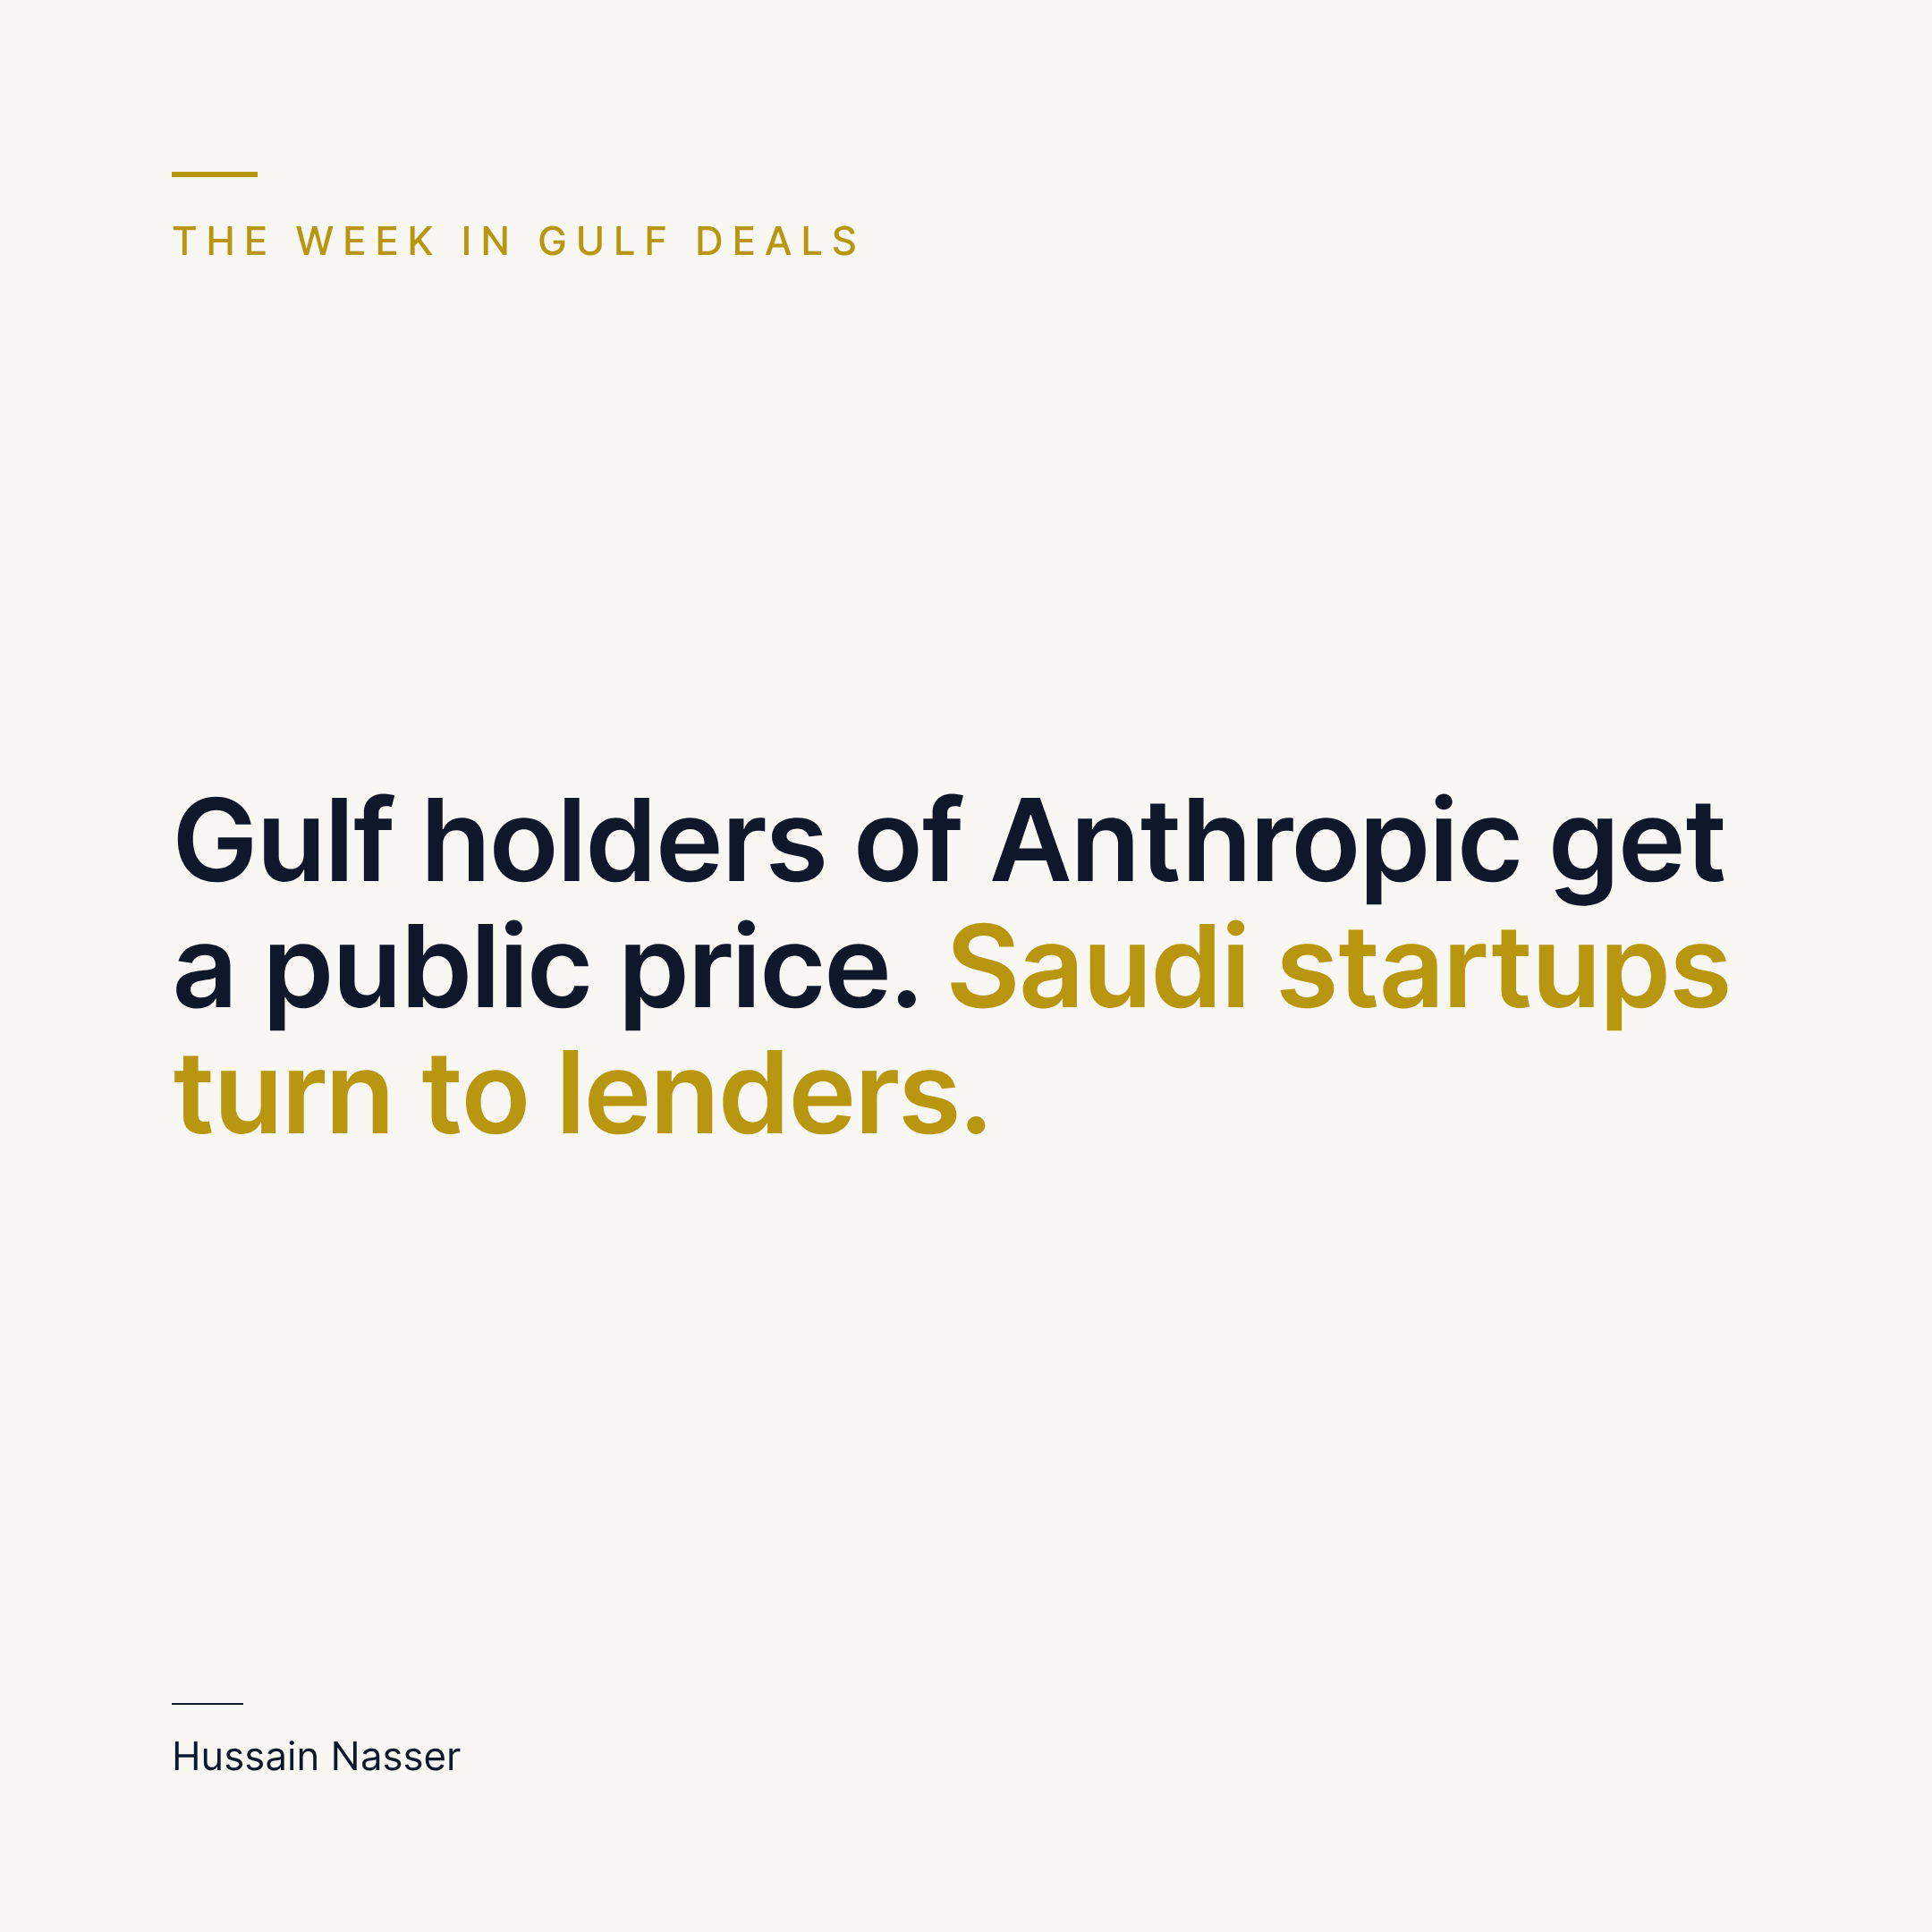 THE WEEK IN GULF DEALS
Gulf holders of Anthropic get
a public price. Saudi startups
turn to lenders.
Hussain Nasser